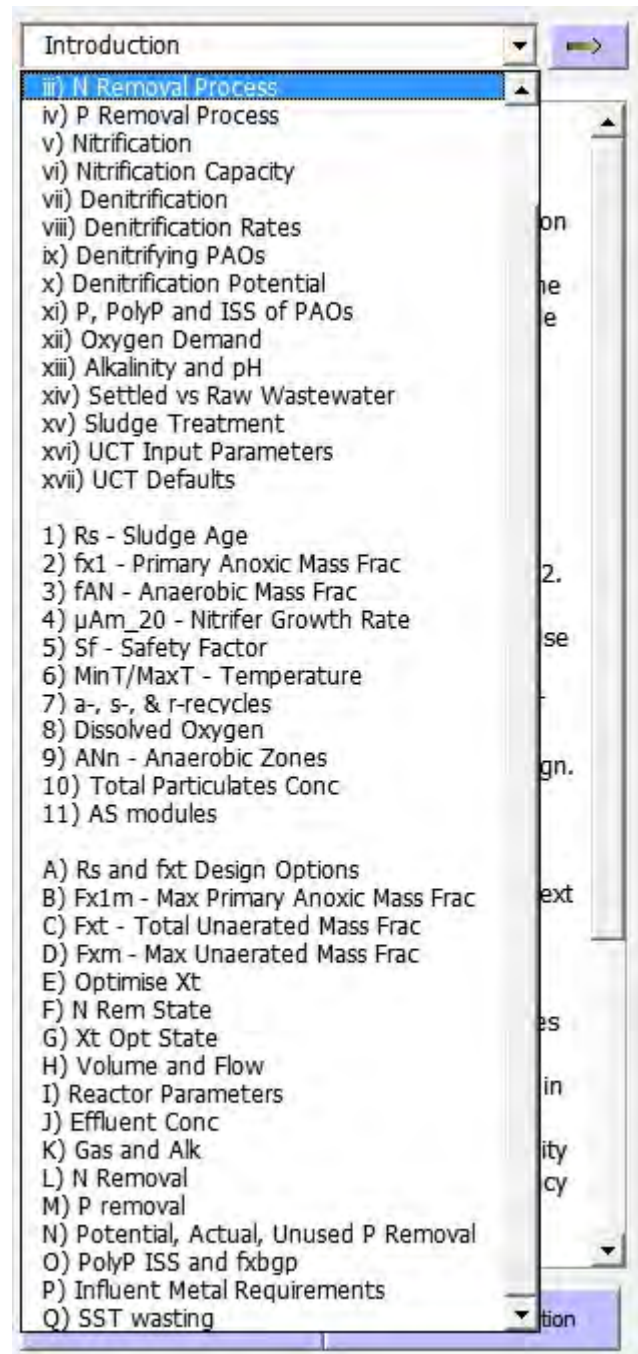 Introduction
iii) N Removal Process
iv) P Removal Process
v) Nitrification
vi) Nitrification Capacity
vii) Denitrification
viii) Denitrification Rates
ix) Denitrifying PAOs
x) Denitrification Potential
xi) P, PolyP and ISS of PAOs
xii) Oxygen Demand
xiii) Alkalinity and pH
xiv) Settled vs Raw Wastewater
xv) Sludge Treatment
xvi) UCT Input Parameters
xvii) UCT Defaults
1) Rs - Sludge Age
2) fx1 - Primary Anoxic Mass Frac
3) fAN - Anaerobic Mass Frac
4) µAm_20 - Nitrifer Growth Rate
5) Sf - Safety Factor
6) MinT/MaxT - Temperature
7) a-, s-, & r-recycles
8) Dissolved Oxygen
9) ANn - Anaerobic Zones
10) Total Particulates Conc
11) AS modules
A) Rs and fxt Design Options
B) Fx1m - Max Primary Anoxic Mass Frac
C) Fxt - Total Unaerated Mass Frac
D) Fxm - Max Unaerated Mass Frac
E) Optimise Xt
F) N Rem State
G) Xt Opt State
H) Volume and Flow
I) Reactor Parameters
J) Effluent Conc
K) Gas and Alk
L) N Removal
M) P removal
N) Potential, Actual, Unused P Removal
O) PolyP ISS and fxbgp
P) Influent Metal Requirements
Q) SST wasting